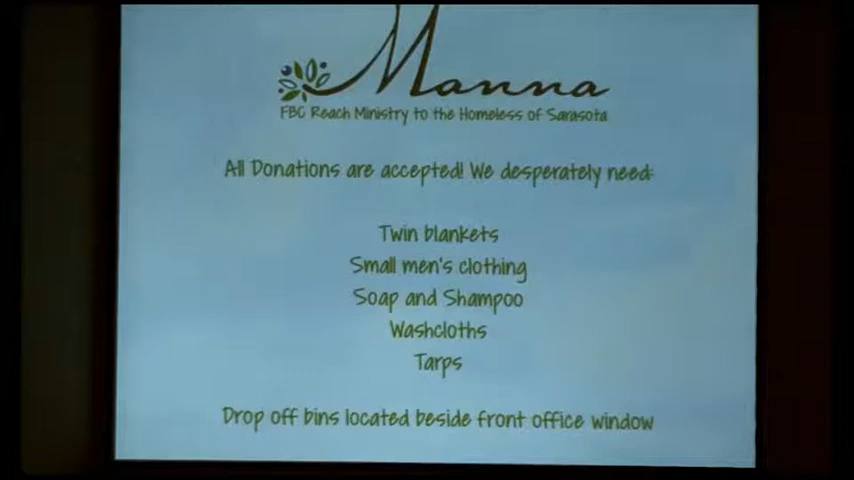 Manna
FBC Reach Ministry to the Homeless of Sarasota
All Donations are accepted! We desperately need:
Twin blankets
Small men's clothing
Soap and Shampoo
Washcloths
Tarps
Drop off bins located beside front office window